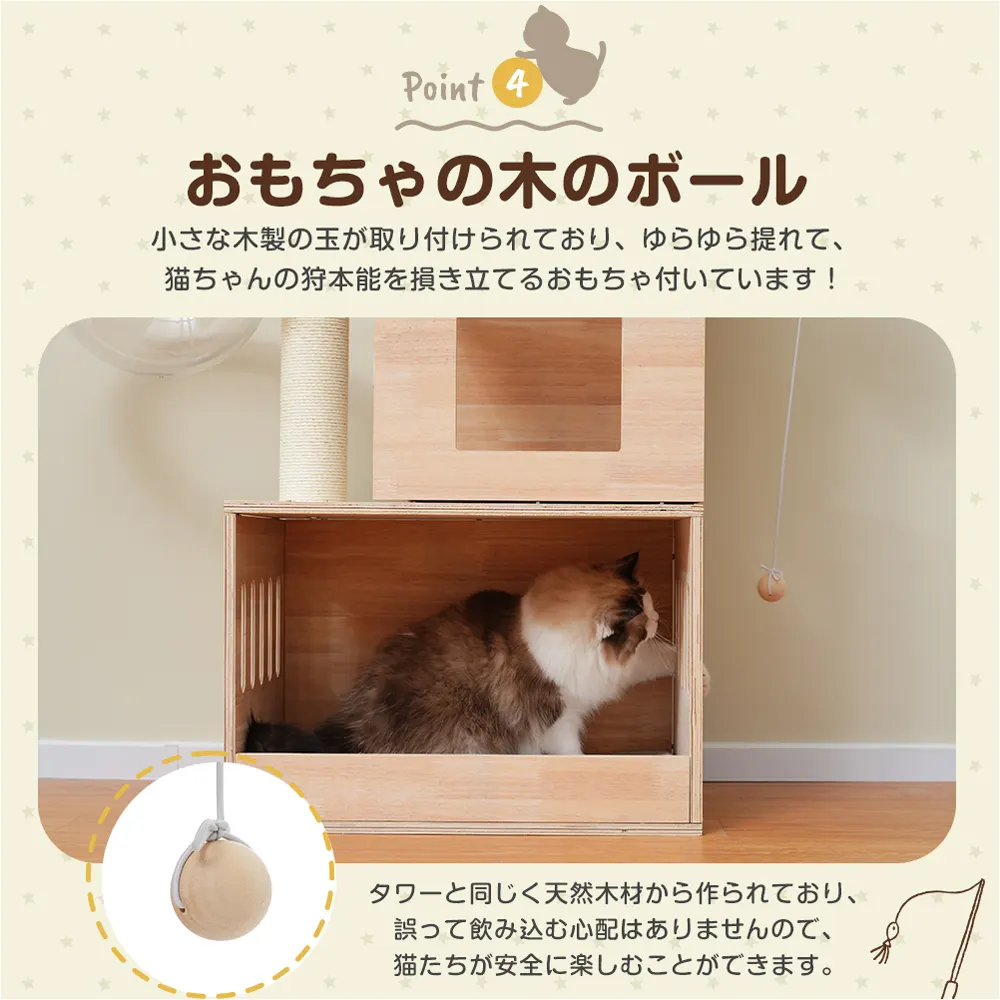 Point 4
おもちゃの木のボール
小さな木製の玉が取り付けられており、ゆらゆら提れて、
猫ちゃんの狩本能を損き立てるおもちゃ付いています！
タワーと同じく天然木材から作られており、
誤って飲み込む心配はありませんので、
猫たちが安全に楽しむことができます。